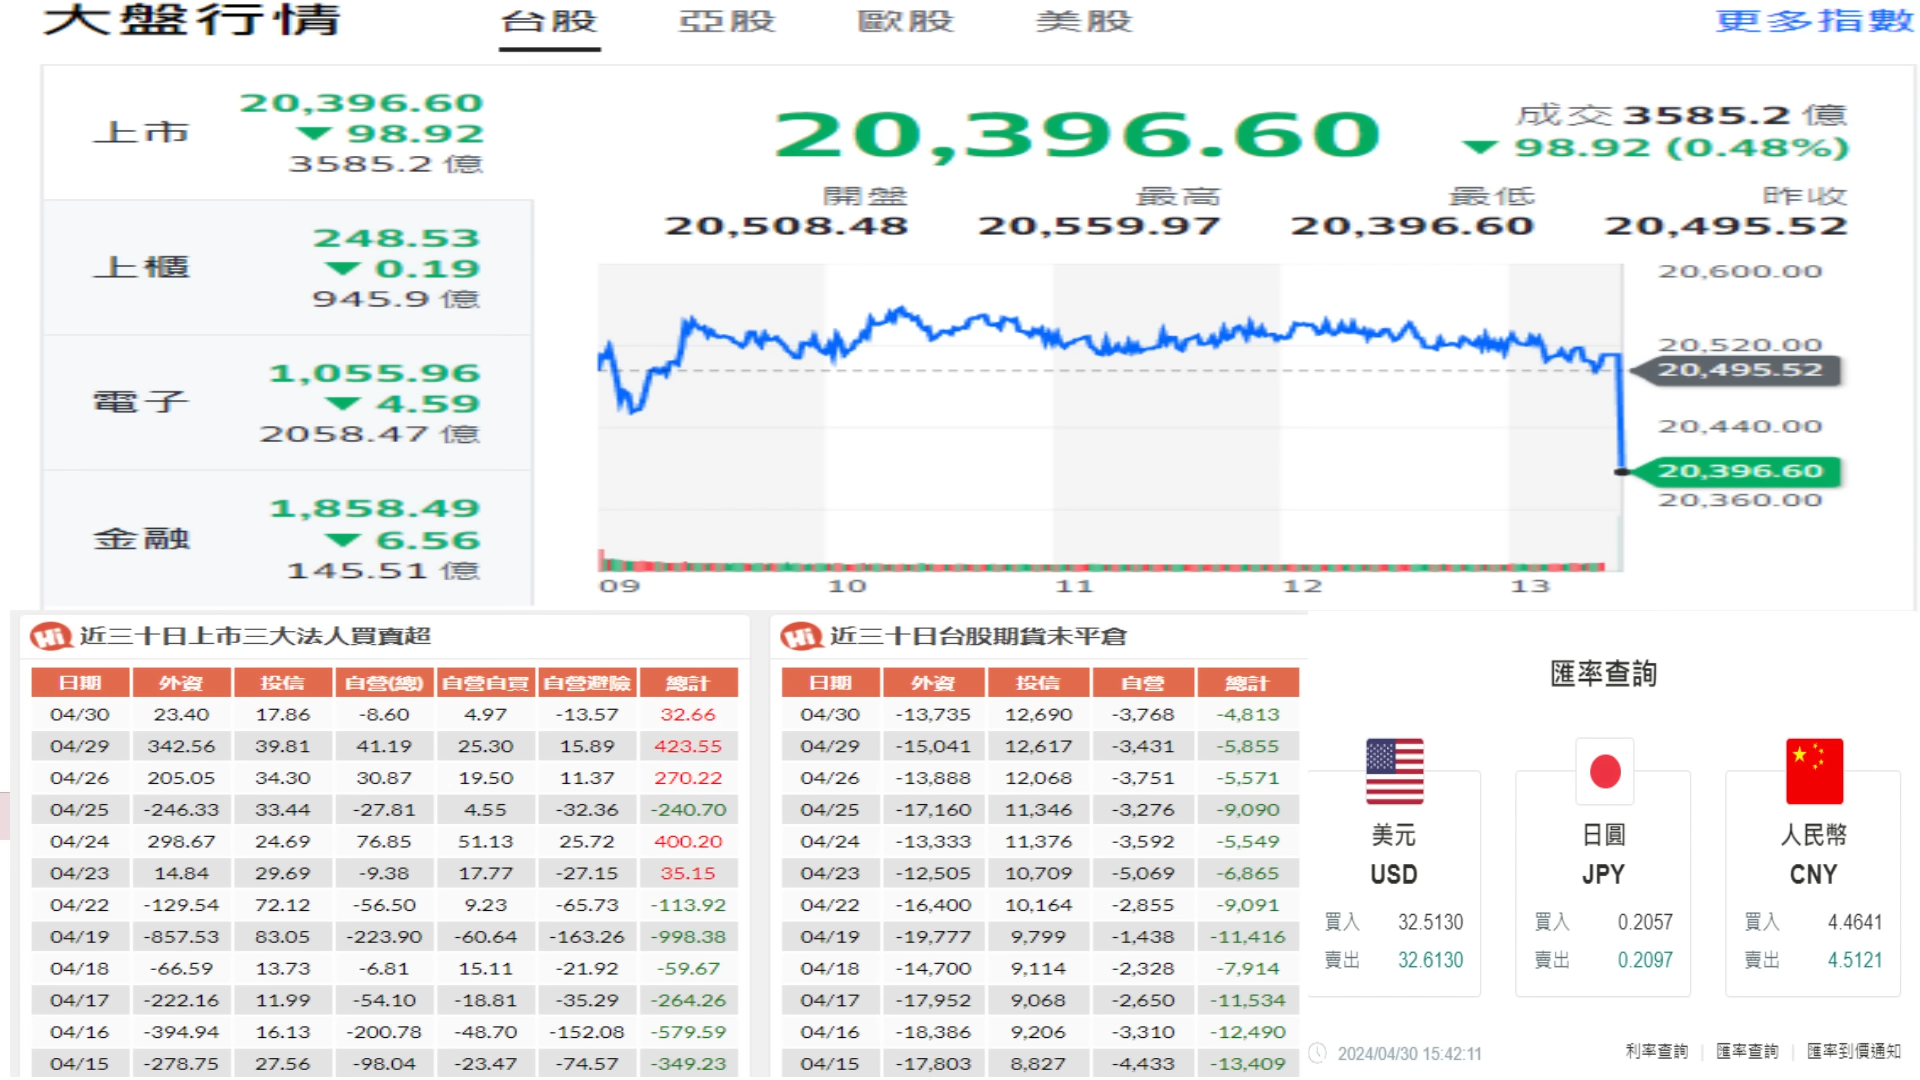 大盤行情 台股 亞股 歐股 美股 更多指數
上市 20,396.60
▼ 98.92
3585.2 億
上櫃 248.53
▼ 0.19
945.9 億
電子 1,055.96
▼ 4.59
2058.47 億
金融 1,858.49
▼ 6.56
145.51 億
20,396.60
成交 3585.2 億
▼ 98.92 (0.48%)
開盤 最高 最低 昨收
20,508.48 20,559.97 20,396.60 20,495.52
20,600.00
20,520.00
20,495.52
20,440.00
20,396.60
20,360.00
09 10 11 12 13
Hi 近三十日上市三大法人買賣超
日期 外資 投信 自營(總) 自營自買 自營避險 總計
04/30 23.40 17.86 -8.60 4.97 -13.57 32.66
04/29 342.56 39.81 41.19 25.30 15.89 423.55
04/26 205.05 34.30 30.87 19.50 11.37 270.22
04/25 -246.33 33.44 -27.81 4.55 -32.36 -240.70
04/24 298.67 24.69 76.85 51.13 25.72 400.20
04/23 14.84 29.69 -9.38 17.77 -27.15 35.15
04/22 -129.54 72.12 -56.50 9.23 -65.73 -113.92
04/19 -857.53 83.05 -223.90 -60.64 -163.26 -998.38
04/18 -66.59 13.73 -6.81 15.11 -21.92 -59.67
04/17 -222.16 11.99 -54.10 -18.81 -35.29 -264.26
04/16 -394.94 16.13 -200.78 -48.70 -152.08 -579.59
04/15 -278.75 27.56 -98.04 -23.47 -74.57 -349.23
Hi 近三十日台股期貨未平倉
日期 外資 投信 自營 總計
04/30 -13,735 12,690 -3,768 -4,813
04/29 -15,041 12,617 -3,431 -5,855
04/26 -13,888 12,068 -3,751 -5,571
04/25 -17,160 11,346 -3,276 -9,090
04/24 -13,333 11,376 -3,592 -5,549
04/23 -12,505 10,709 -5,069 -6,865
04/22 -16,400 10,164 -2,855 -9,091
04/19 -19,777 9,799 -1,438 -11,416
04/18 -14,700 9,114 -2,328 -7,914
04/17 -17,952 9,068 -2,650 -11,534
04/16 -18,386 9,206 -3,310 -12,490
04/15 -17,803 8,827 -4,433 -13,409
匯率查詢
美元
USD
買入 32.5130
賣出 32.6130
日圓
JPY
買入 0.2057
賣出 0.2097
人民幣
CNY
買入 4.4641
賣出 4.5121
2024/04/30 15:42:11 利率查詢 | 匯率查詢 | 匯率到價通知